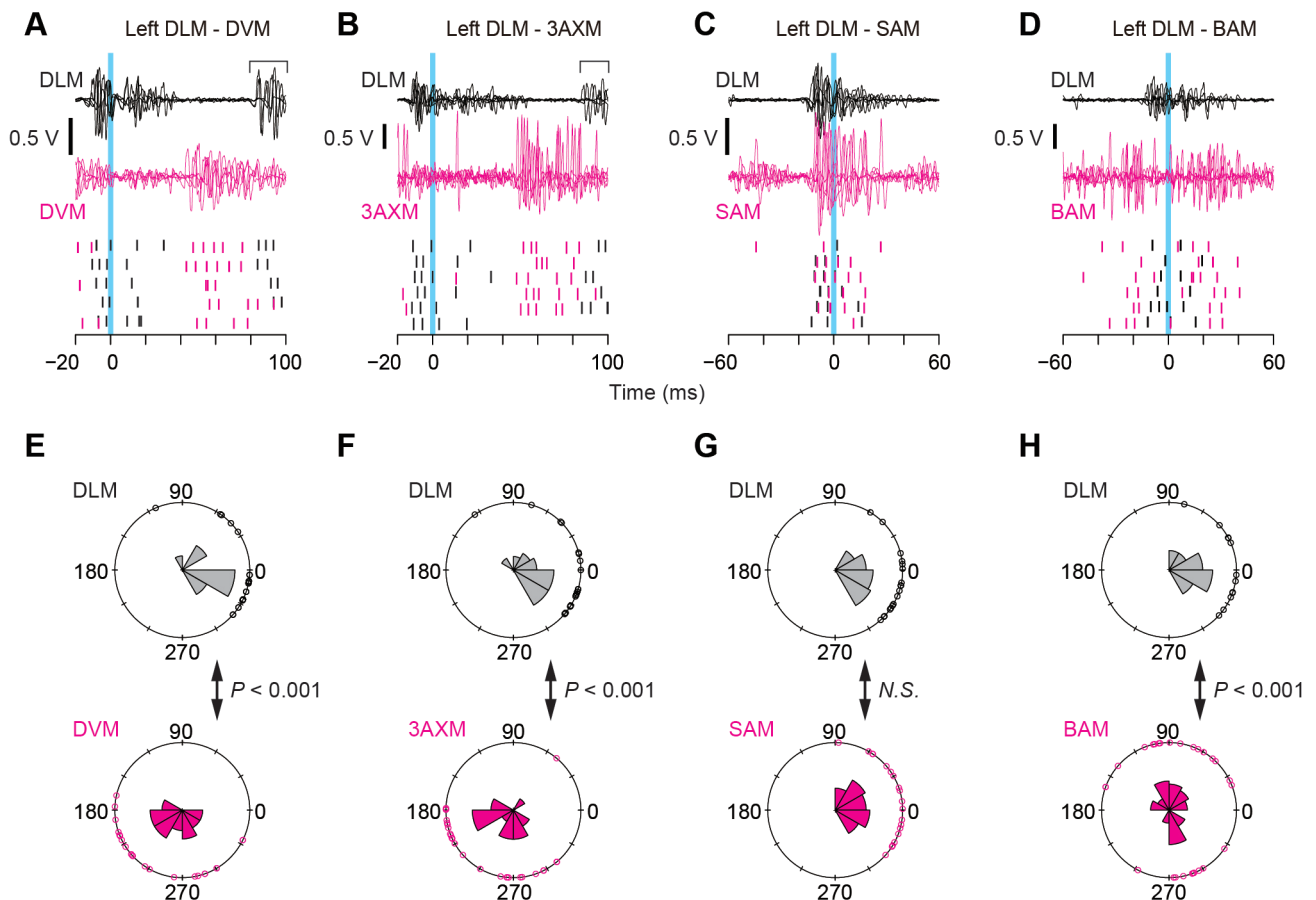 A Left DLM - DVM
DLM
0.5 V
DVM
−20 0 100
B Left DLM - 3AXM
DLM
0.5 V
3AXM
−20 0 100
C Left DLM - SAM
DLM
0.5 V
SAM
−60 0 60
D Left DLM - BAM
DLM
0.5 V
BAM
−60 0 60
Time (ms)
E
DLM
90
180 0
270
P < 0.001
DVM
180 0
270
F
DLM
90
180 0
270
P < 0.001
3AXM
180 0
270
G
DLM
90
180 0
270
N.S.
SAM
90
180 0
270
H
DLM
90
180 0
270
P < 0.001
BAM
90
180 0
270